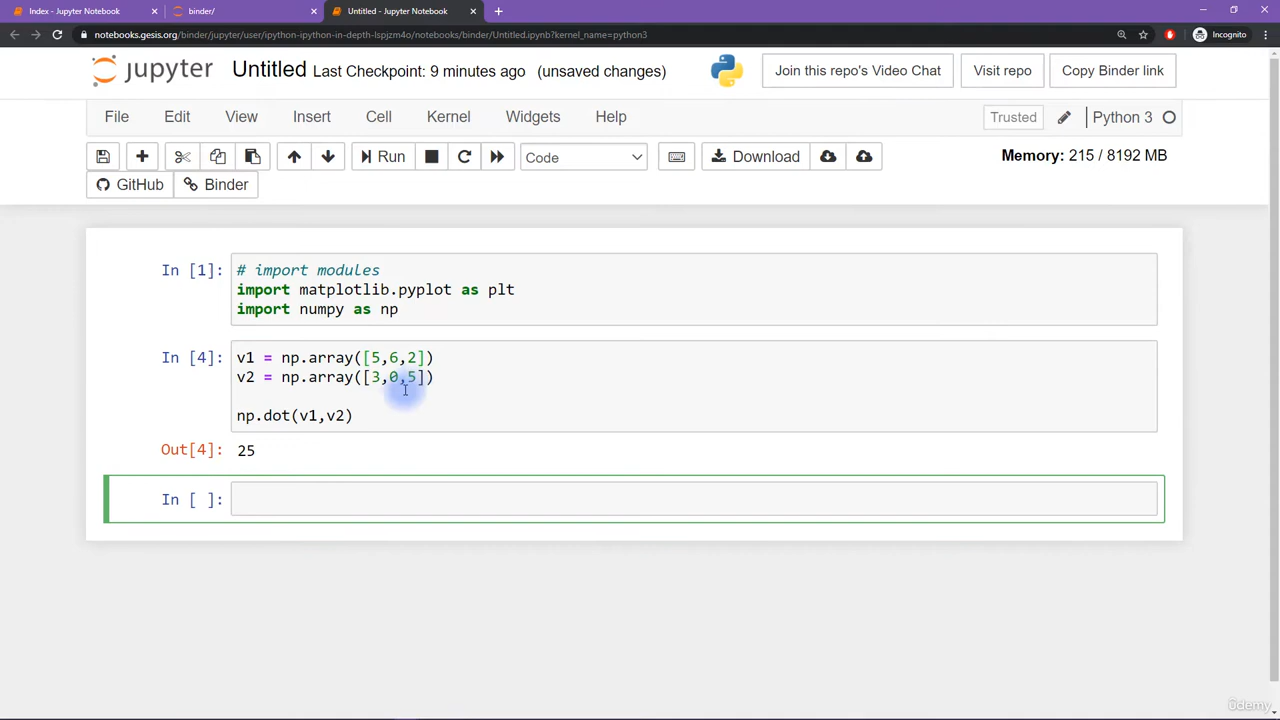 Index - Jupyter Notebook
binder/
Untitled - Jupyter Notebook
notebooks.gesis.org/binder/jupyter/user/ipython-ipython-in-depth-lspjzm4o/notebooks/binder/Untitled.ipynb?kernel_name=python3
Incognito
jupyter Untitled Last Checkpoint: 9 minutes ago (unsaved changes)
Join this repo's Video Chat
Visit repo
Copy Binder link
File Edit View Insert Cell Kernel Widgets Help
Trusted
Python 3
Run
Code
Download
Memory: 215 / 8192 MB
GitHub
Binder
In [1]: # import modules
import matplotlib.pyplot as plt
import numpy as np
In [4]: v1 = np.array([5,6,2])
v2 = np.array([3,0,5])
np.dot(v1,v2)
Out[4]: 25
In [ ]:
ûdemy